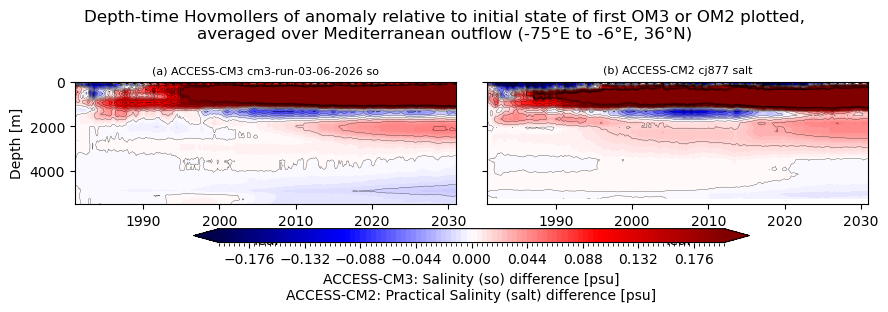 Depth-time Hovmollers of anomaly relative to initial state of first OM3 or OM2 plotted,
averaged over Mediterranean outflow (-75°E to -6°E, 36°N)
(a) ACCESS-CM3 cm3-run-03-06-2026 so
(b) ACCESS-CM2 cj877 salt
Depth [m]
0
2000
4000
1990 2000 2010 2020 2030
1990 2000 2010 2020 2030
−0.176 −0.132 −0.088 −0.044 0.000 0.044 0.088 0.132 0.176
ACCESS-CM3: Salinity (so) difference [psu]
ACCESS-CM2: Practical Salinity (salt) difference [psu]